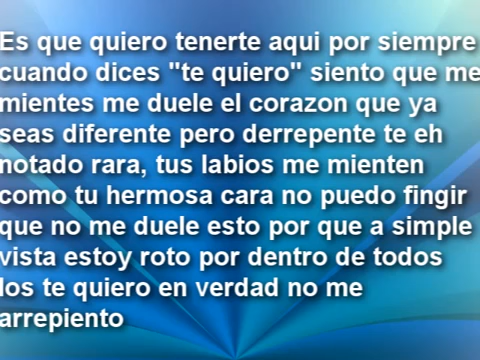 Es que quiero tenerte aqui por siempre
cuando dices "te quiero" siento que me
mientes me duele el corazon que ya
seas diferente pero derrepente te eh
notado rara, tus labios me mienten
como tu hermosa cara no puedo fingir
que no me duele esto por que a simple
vista estoy roto por dentro de todos
los te quiero en verdad no me
arrepiento